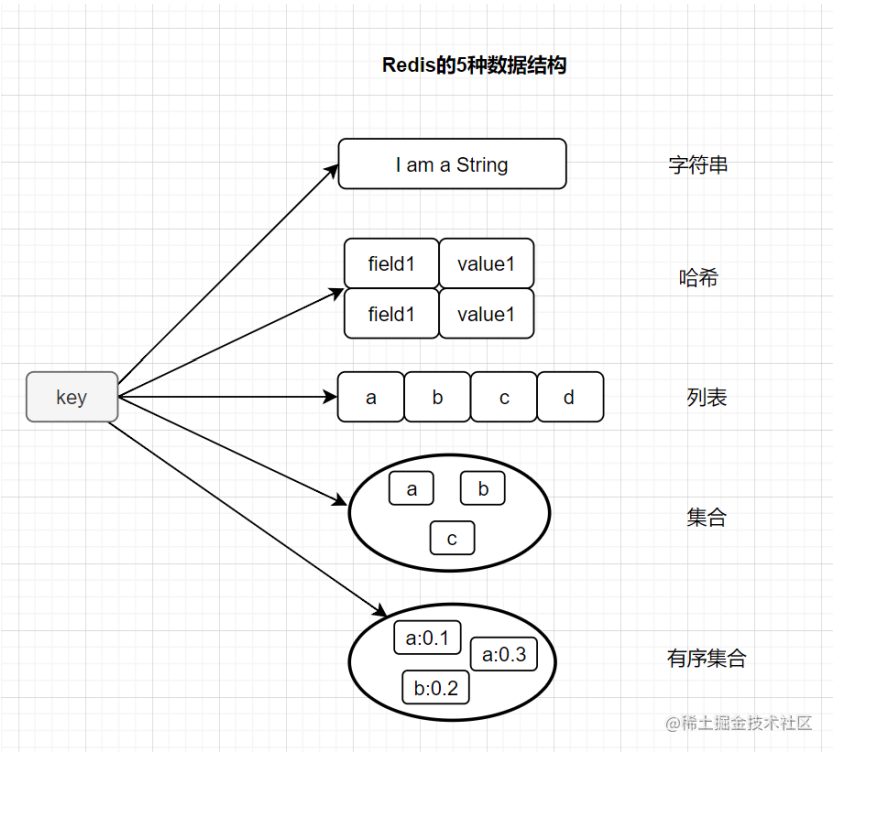 Redis的5种数据结构
I am a String
字符串
field1 value1
哈希
field1 value1
key
a b c d
列表
a b
c
集合
a:0.1
a:0.3
b:0.2
有序集合
@稀土掘金技术社区